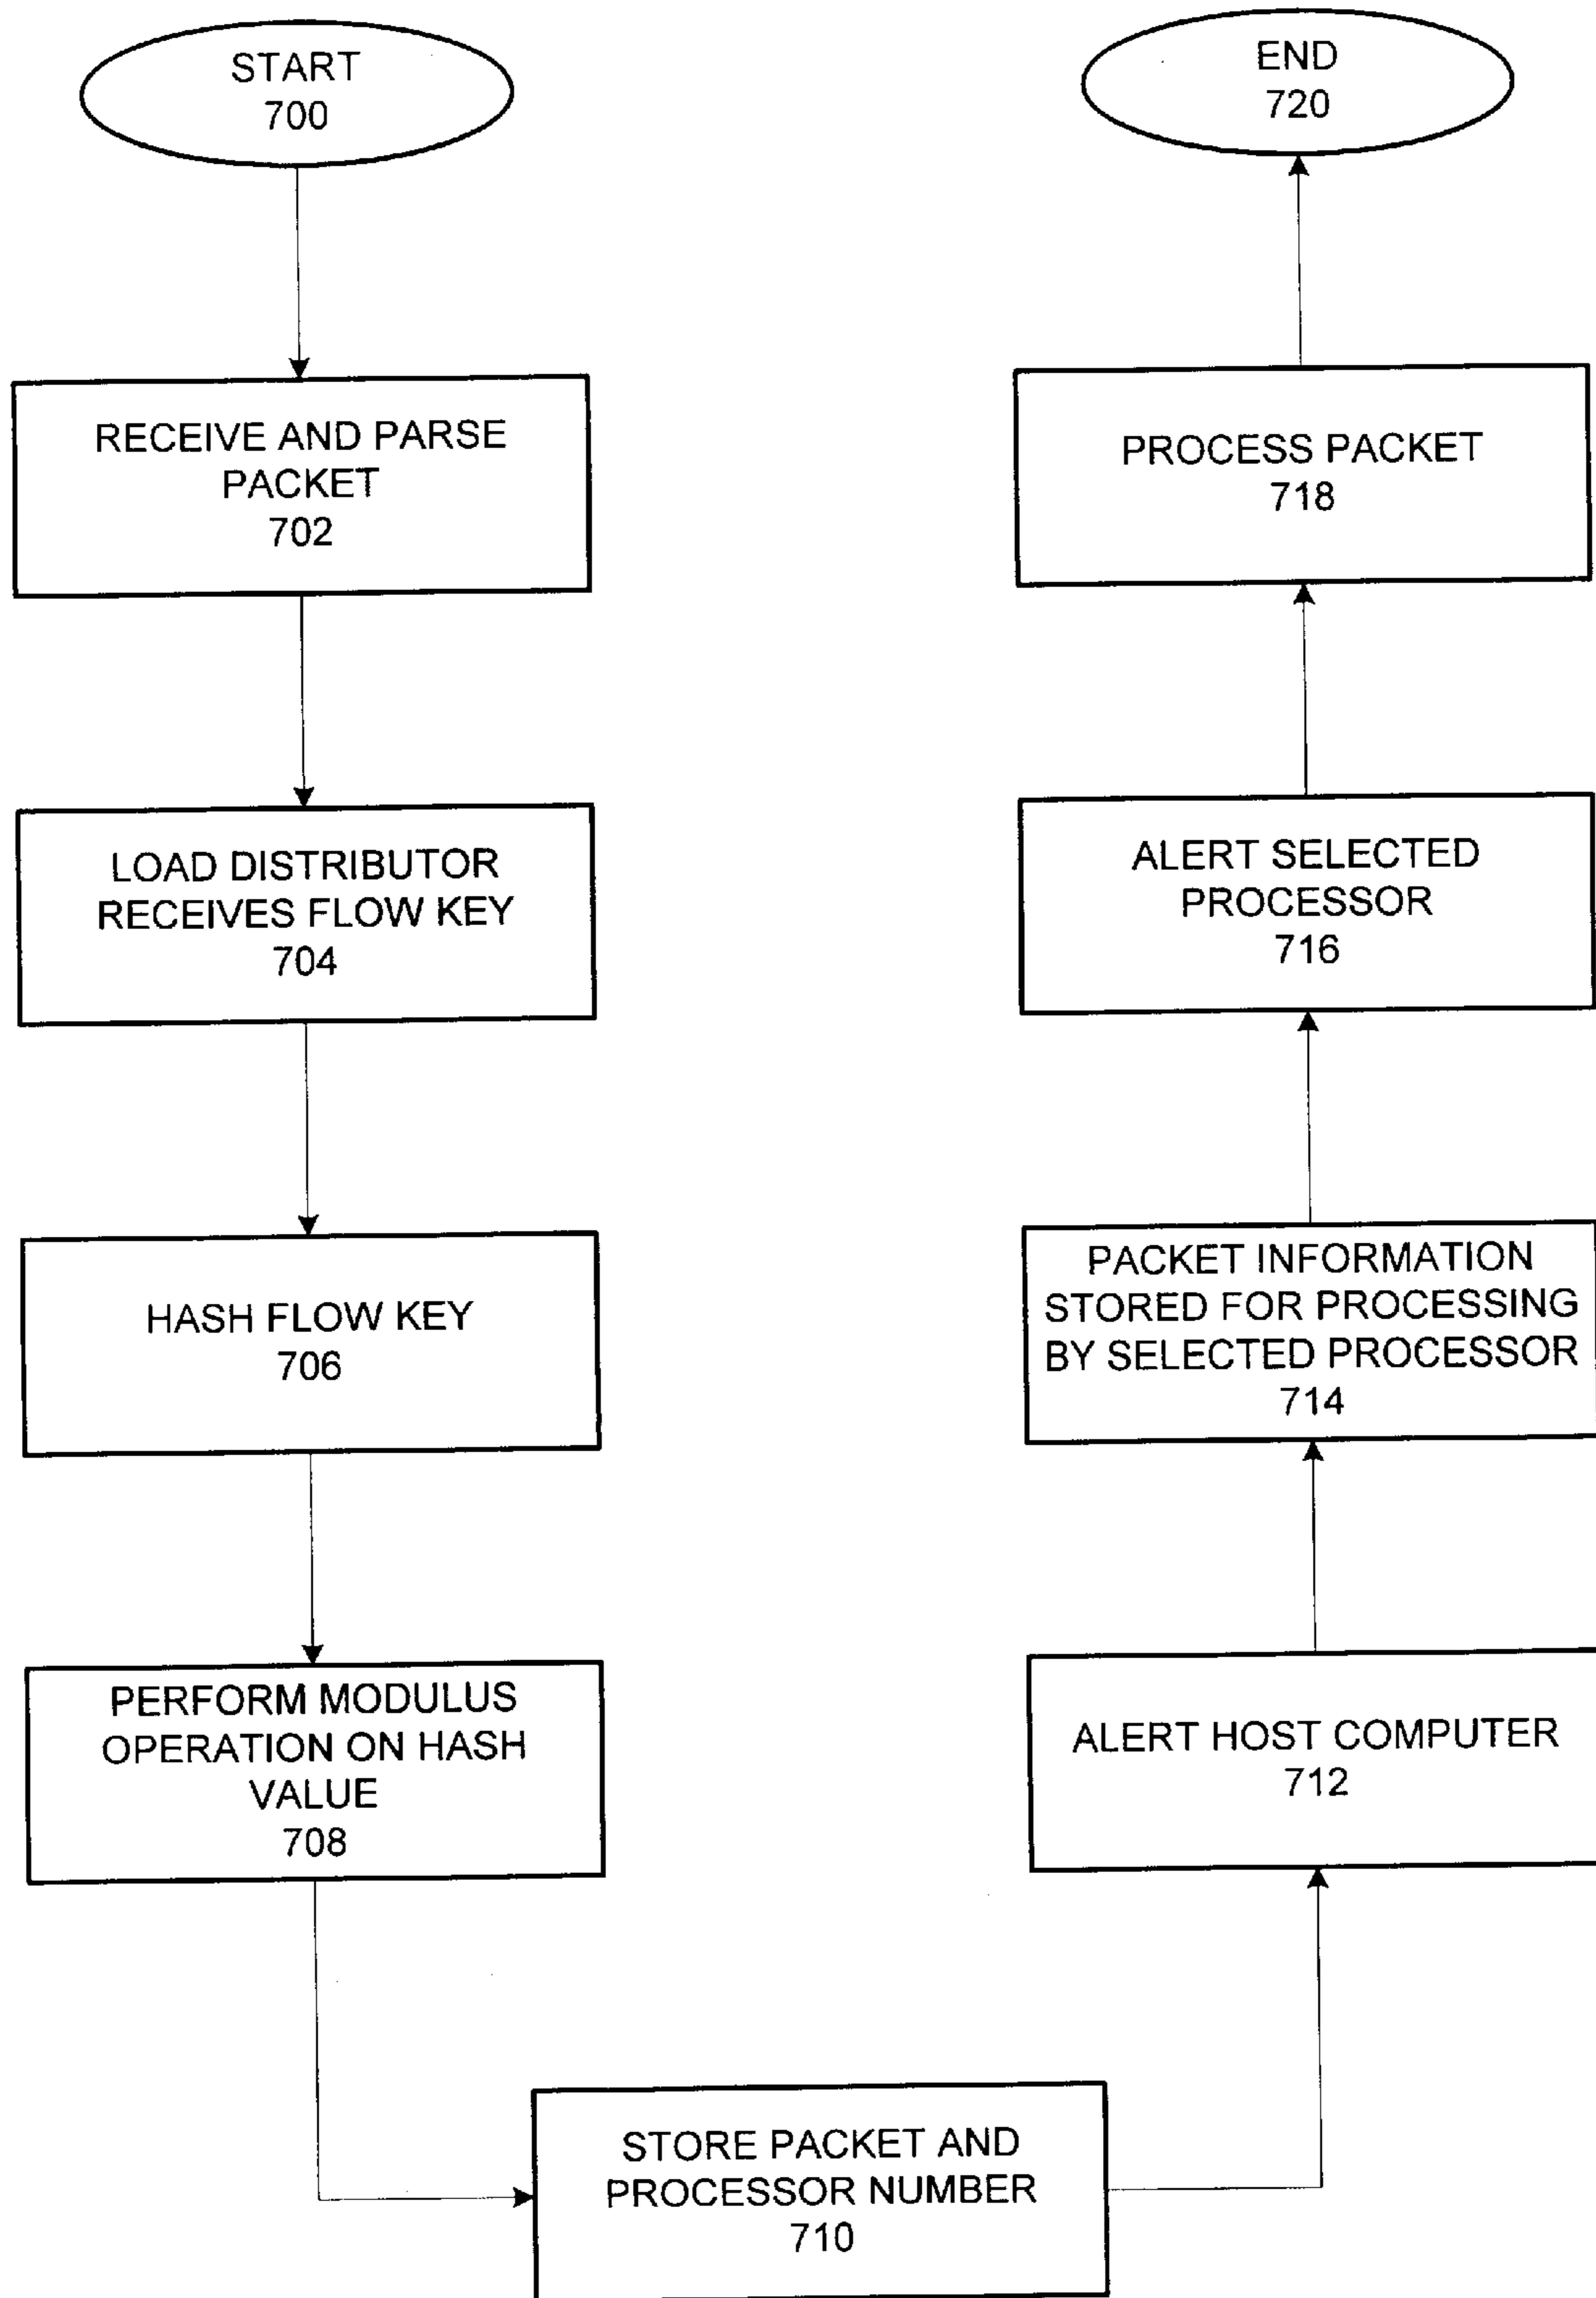 START
700
RECEIVE AND PARSE
PACKET
702
LOAD DISTRIBUTOR
RECEIVES FLOW KEY
704
HASH FLOW KEY
706
PERFORM MODULUS
OPERATION ON HASH
VALUE
708
STORE PACKET AND
PROCESSOR NUMBER
710
ALERT HOST COMPUTER
712
PACKET INFORMATION
STORED FOR PROCESSING
BY SELECTED PROCESSOR
714
ALERT SELECTED
PROCESSOR
716
PROCESS PACKET
718
END
720